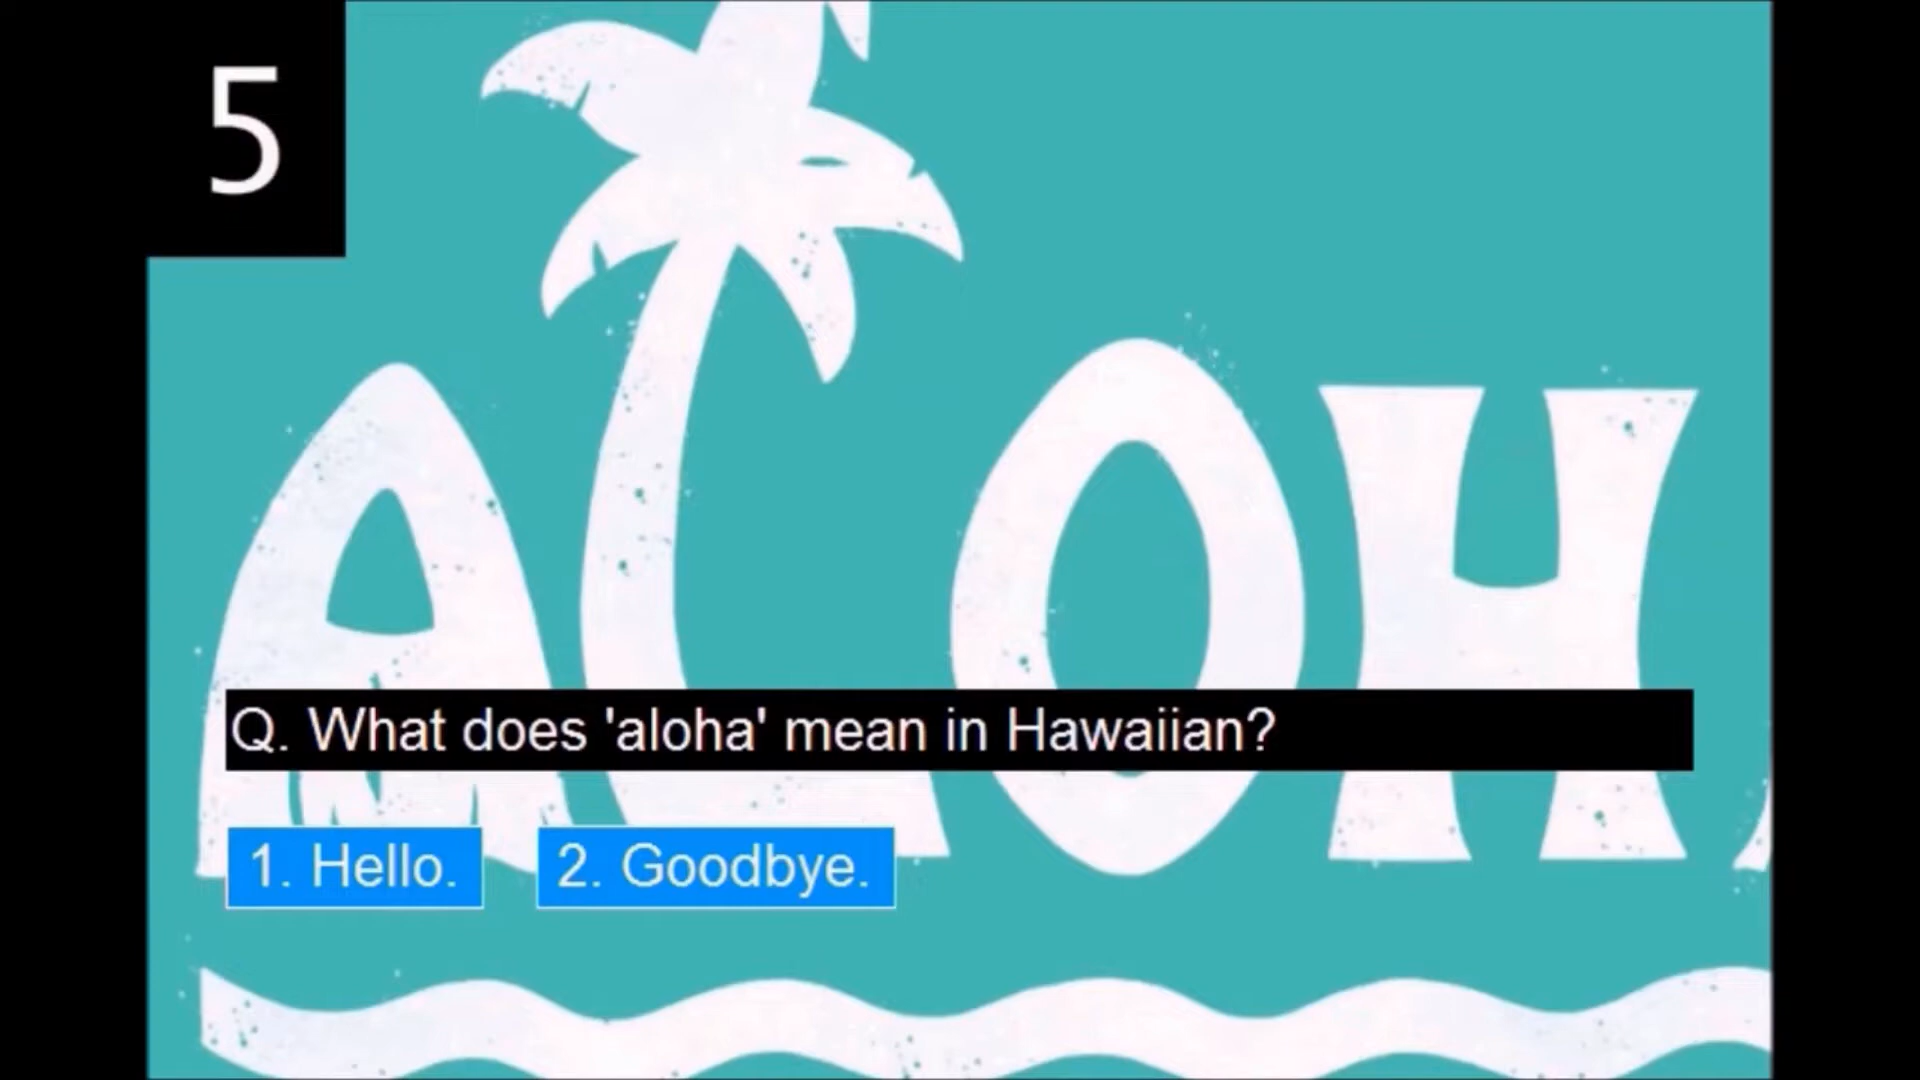 5
ALOHA
Q. What does 'aloha' mean in Hawaiian?
1. Hello.
2. Goodbye.